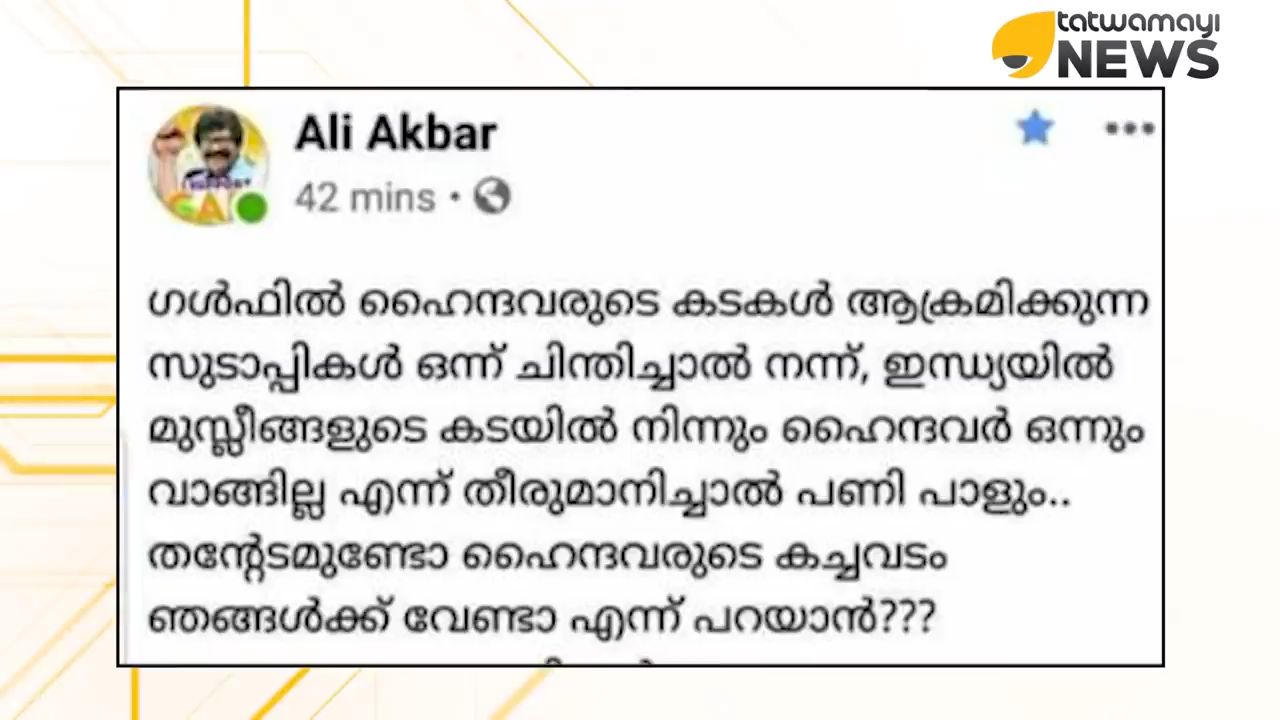 tatwamayi
NEWS
Ali Akbar
42 mins •
ഗൾഫിൽ ഹൈന്ദവരുടെ കടകൾ ആക്രമിക്കുന്ന
സുടാപ്പികൾ ഒന്ന് ചിന്തിച്ചാൽ നന്ന്, ഇന്ധ്യയിൽ
മുസ്ലീങ്ങളുടെ കടയിൽ നിന്നും ഹൈന്ദവർ ഒന്നും
വാങ്ങില്ല എന്ന് തീരുമാനിച്ചാൽ പണി പാളും..
തന്റേടമുണ്ടോ ഹൈന്ദവരുടെ കച്ചവടം
ഞങ്ങൾക്ക് വേണ്ടാ എന്ന് പറയാൻ???